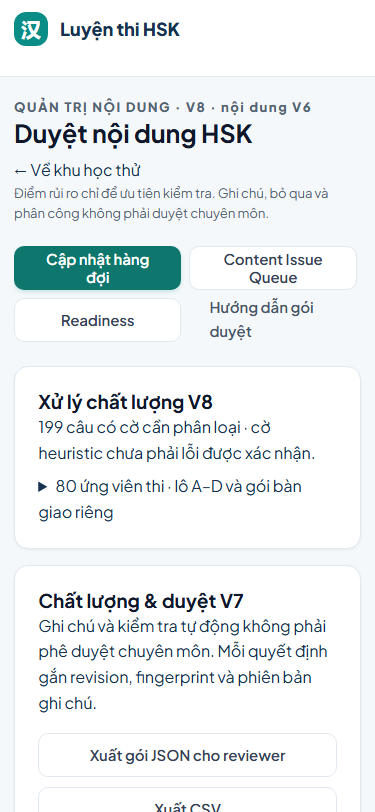 汉 Luyện thi HSK
QUẢN TRỊ NỘI DUNG · V8 · nội dung V6
Duyệt nội dung HSK
← Về khu học thử
Điểm rủi ro chỉ để ưu tiên kiểm tra. Ghi chú, bỏ qua và
phân công không phải duyệt chuyên môn.
Cập nhật hàng
đợi
Content Issue
Queue
Readiness
Hướng dẫn gói
duyệt
Xử lý chất lượng V8
199 câu có cờ cần phân loại · cờ
heuristic chưa phải lỗi được xác nhận.
▶ 80 ứng viên thi · lô A–D và gói bàn
giao riêng
Chất lượng & duyệt V7
Ghi chú và kiểm tra tự động không phải
phê duyệt chuyên môn. Mỗi quyết định
gắn revision, fingerprint và phiên bản
ghi chú.
Xuất gói JSON cho reviewer
Xuất CSV